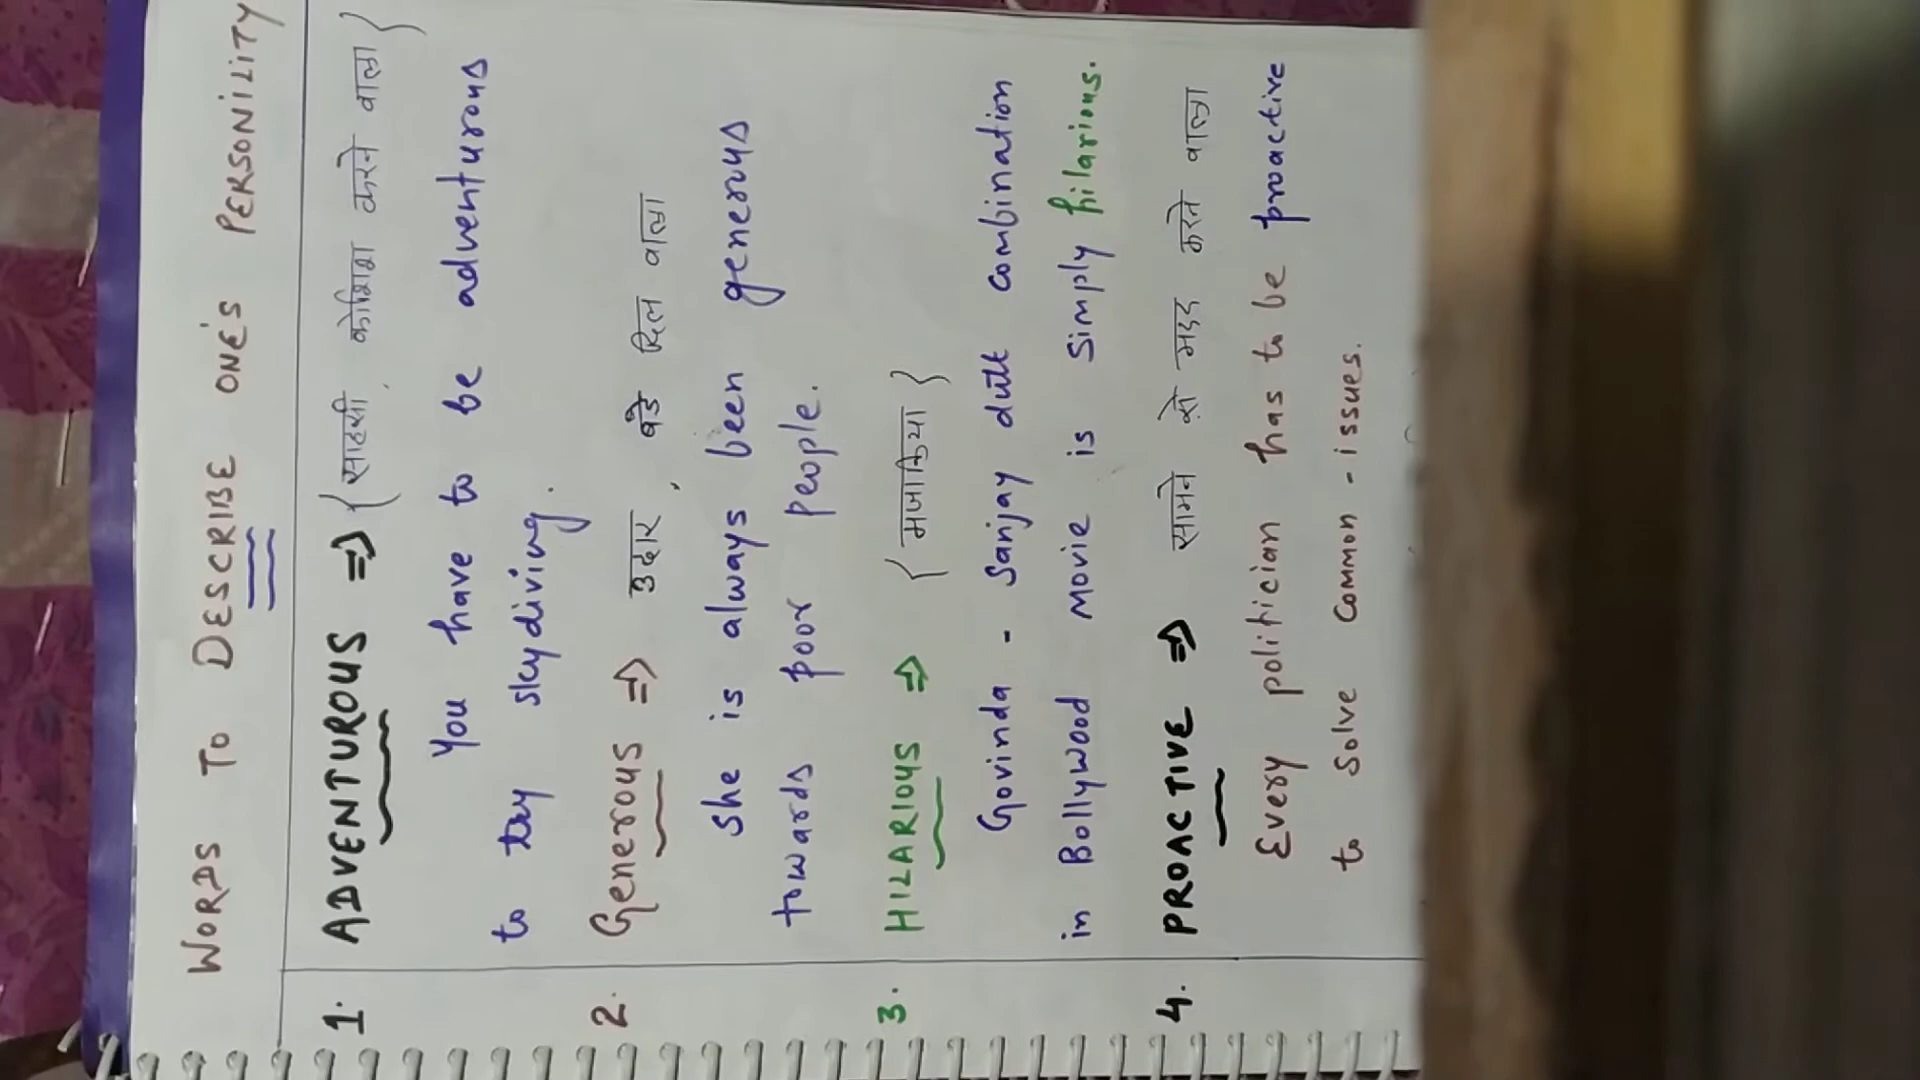 WORDS TO DESCRIBE ONE'S PERSONILITY
1. ADVENTUROUS ⇒ {साहसी, कोशिश करने वाला}
You have to be adventurous
to try skydiving.
2. Generous ⇒ उदार, बडे दिल वाला
She is always been generous
towards poor people.
3. HILARIOUS ⇒ {मजाकिया}
Govinda - Sanjay dutt combination
in Bollywood movie is simply hilarious.
4. PROACTIVE ⇒ सामने से मदद करने वाला
Every politician has to be proactive
to solve common-issues.